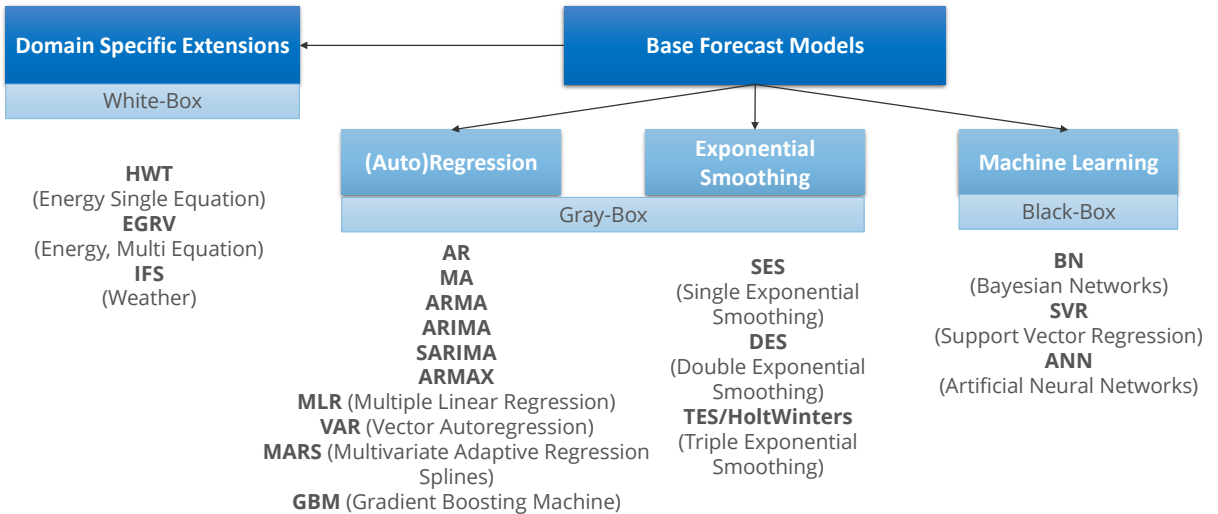 Domain Specific Extensions
White-Box
HWT
(Energy Single Equation)
EGRV
(Energy, Multi Equation)
IFS
(Weather)
Base Forecast Models
(Auto)Regression
Exponential
Smoothing
Gray-Box
AR
MA
ARMA
ARIMA
SARIMA
ARMAX
MLR (Multiple Linear Regression)
VAR (Vector Autoregression)
MARS (Multivariate Adaptive Regression
Splines)
GBM (Gradient Boosting Machine)
SES
(Single Exponential
Smoothing)
DES
(Double Exponential
Smoothing)
TES/HoltWinters
(Triple Exponential
Smoothing)
Machine Learning
Black-Box
BN
(Bayesian Networks)
SVR
(Support Vector Regression)
ANN
(Artificial Neural Networks)